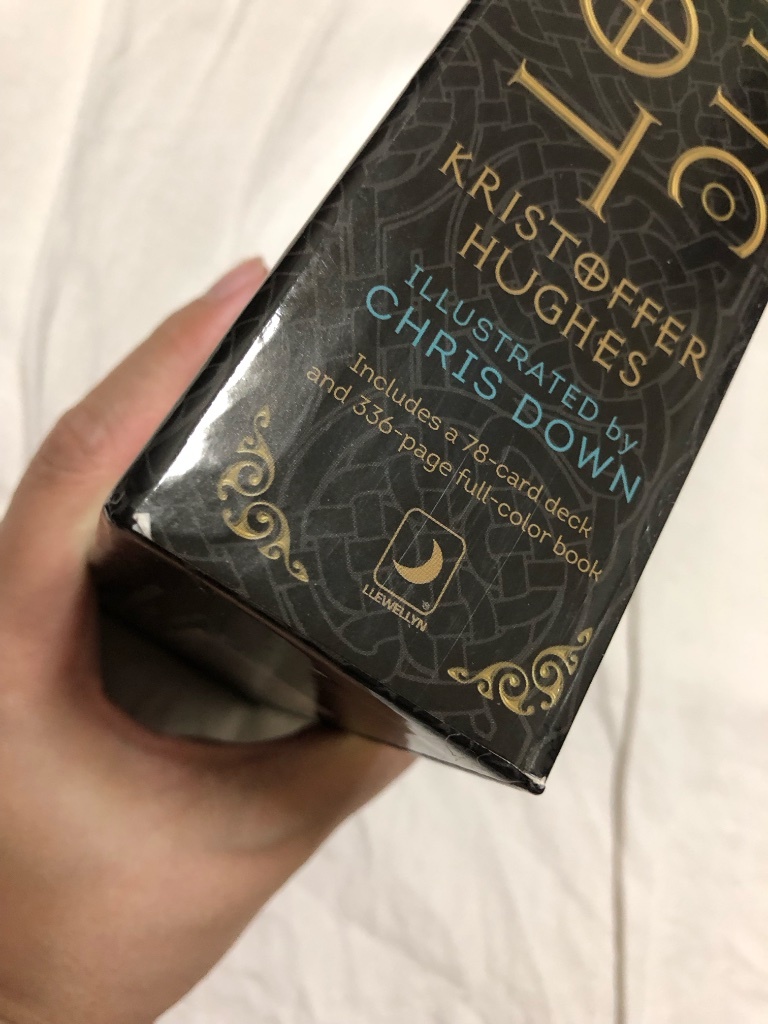 KRISTOFFER
HUGHES
ILLUSTRATED by
CHRIS DOWN
Includes a 78-card deck
and 336-page full-color book
LLEWELLYN
®